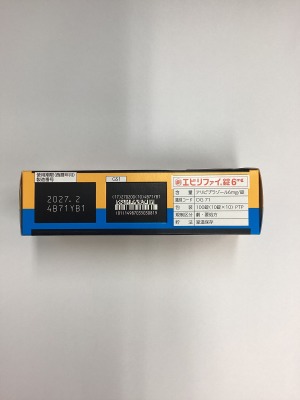 使用期限(西暦年月)
製造番号
2027. 2
4B71YB1
GS1
(01)14987035050819
エビリファイ®錠6mg
含 量 アリピプラゾール6mg/錠
識別コード OG 71
包 装 100錠(10錠×10):PTP
規制区分 劇・要処方
貯 法 室温保存